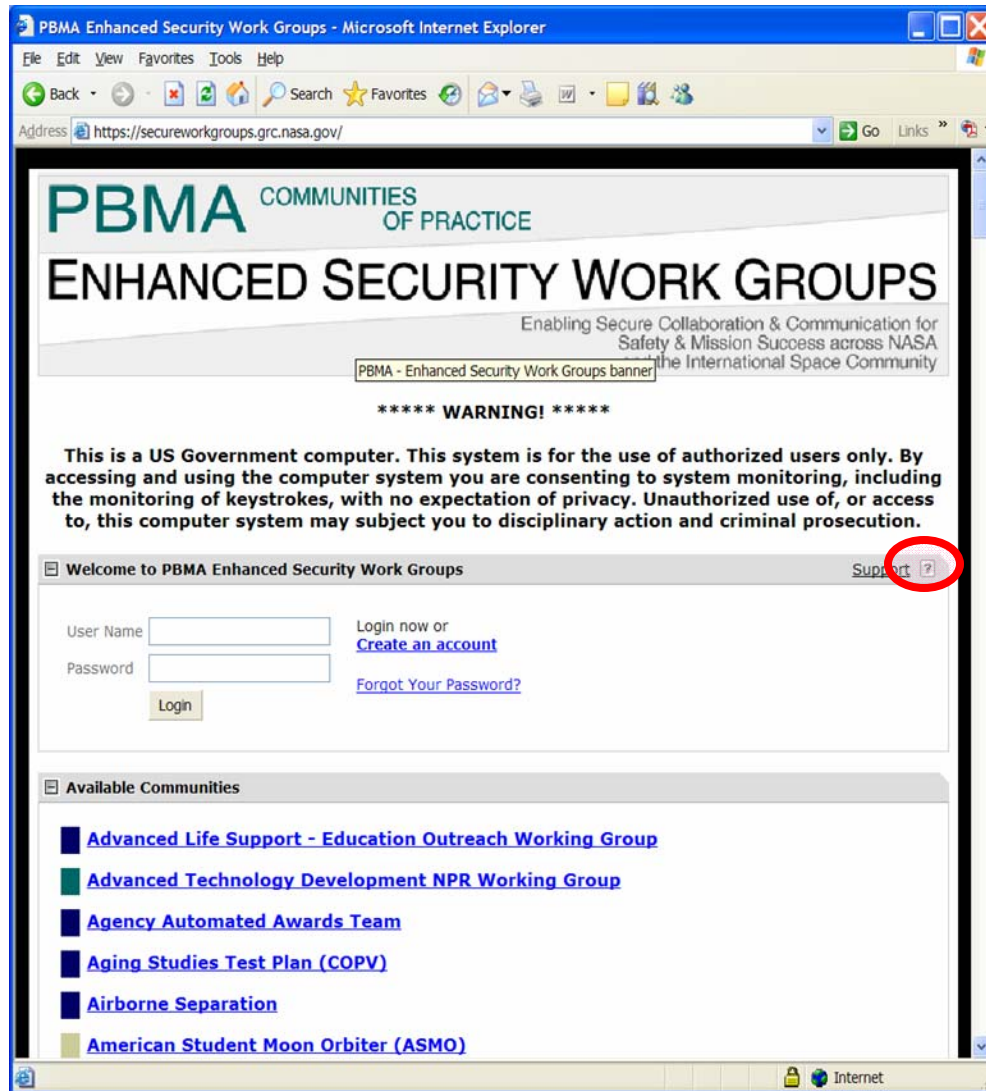 PBMA Enhanced Security Work Groups - Microsoft Internet Explorer
File Edit View Favorites Tools Help
Back Search Favorites
Address https://secureworkgroups.grc.nasa.gov/ Go Links »
PBMA COMMUNITIES
OF PRACTICE
ENHANCED SECURITY WORK GROUPS
Enabling Secure Collaboration & Communication for
Safety & Mission Success across NASA
the International Space Community
PBMA - Enhanced Security Work Groups banner
***** WARNING! *****
This is a US Government computer. This system is for the use of authorized users only. By
accessing and using the computer system you are consenting to system monitoring, including
the monitoring of keystrokes, with no expectation of privacy. Unauthorized use of, or access
to, this computer system may subject you to disciplinary action and criminal prosecution.
Welcome to PBMA Enhanced Security Work Groups Support ?
User Name
Login now or
Create an account
Password
Forgot Your Password?
Login
Available Communities
Advanced Life Support - Education Outreach Working Group
Advanced Technology Development NPR Working Group
Agency Automated Awards Team
Aging Studies Test Plan (COPV)
Airborne Separation
American Student Moon Orbiter (ASMO)
Internet